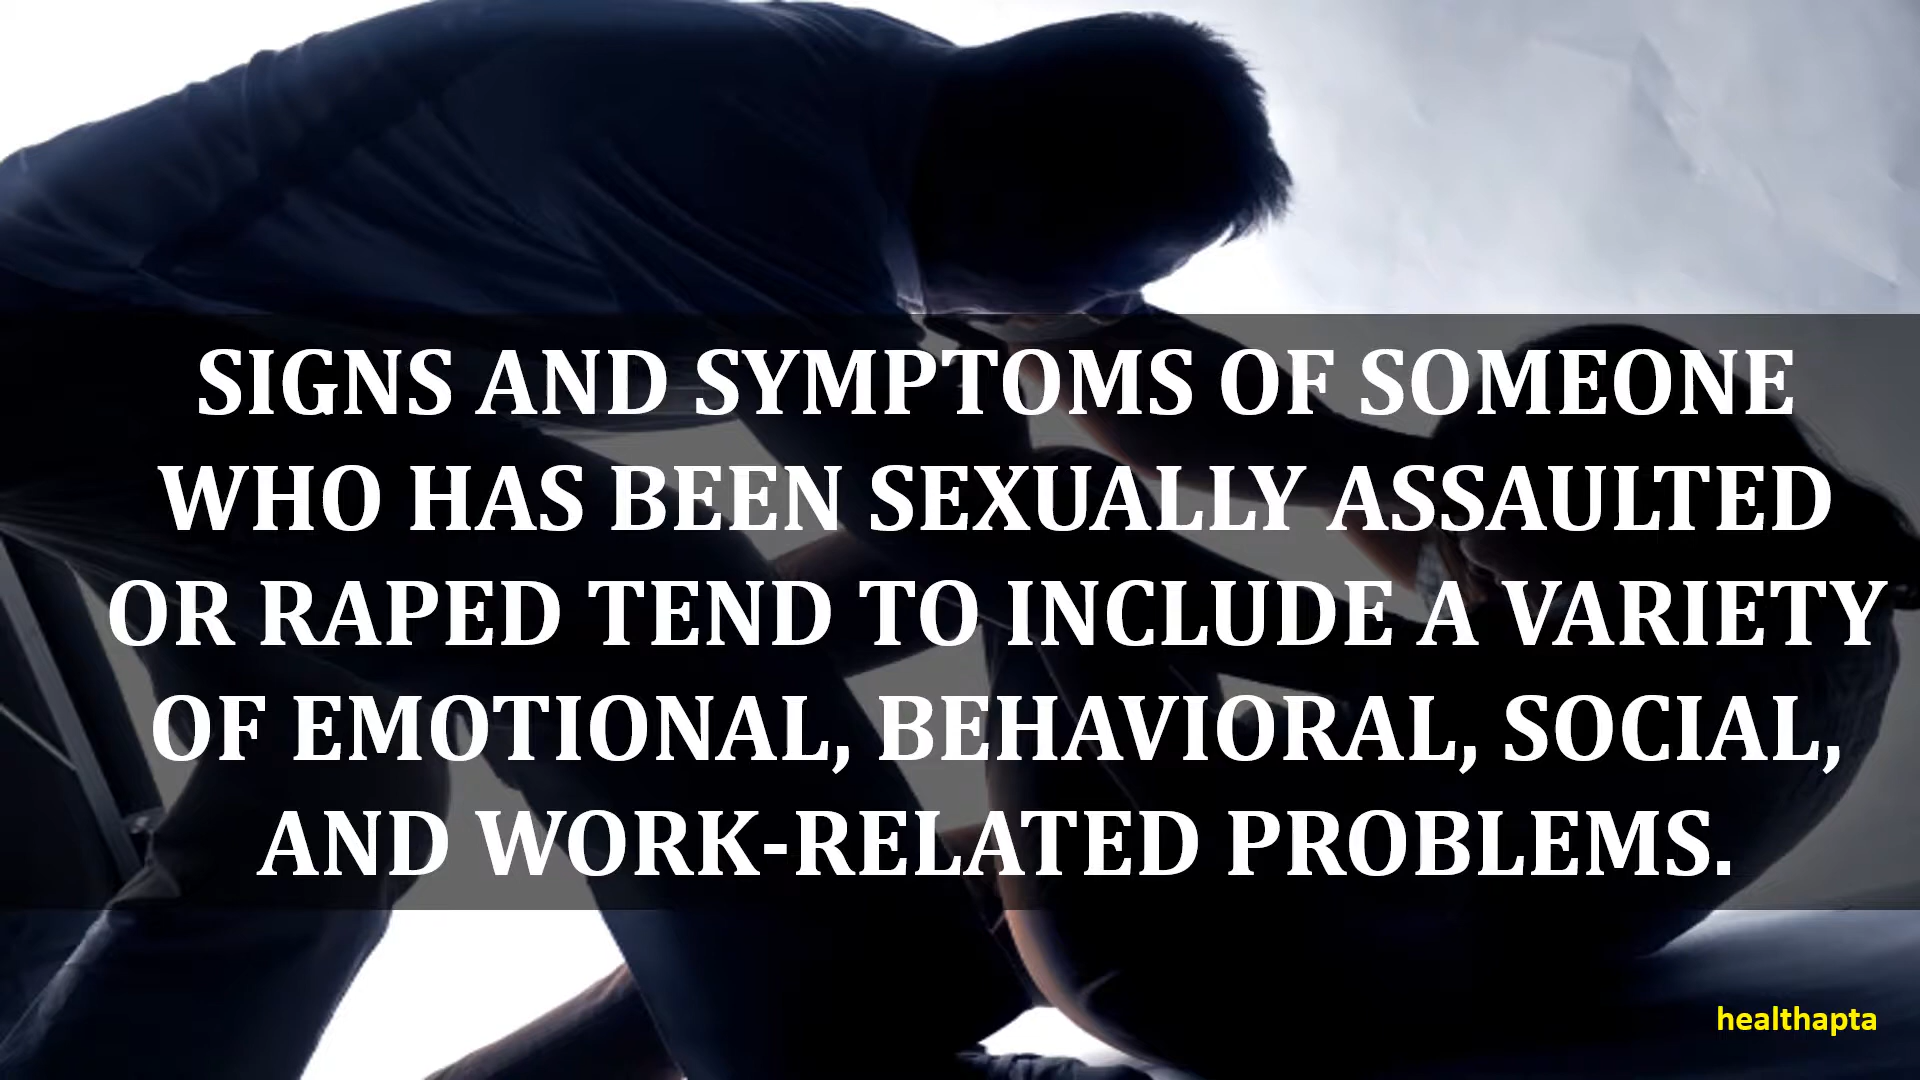 SIGNS AND SYMPTOMS OF SOMEONE
WHO HAS BEEN SEXUALLY ASSAULTED
OR RAPED TEND TO INCLUDE A VARIETY
OF EMOTIONAL, BEHAVIORAL, SOCIAL,
AND WORK-RELATED PROBLEMS.
healthapta